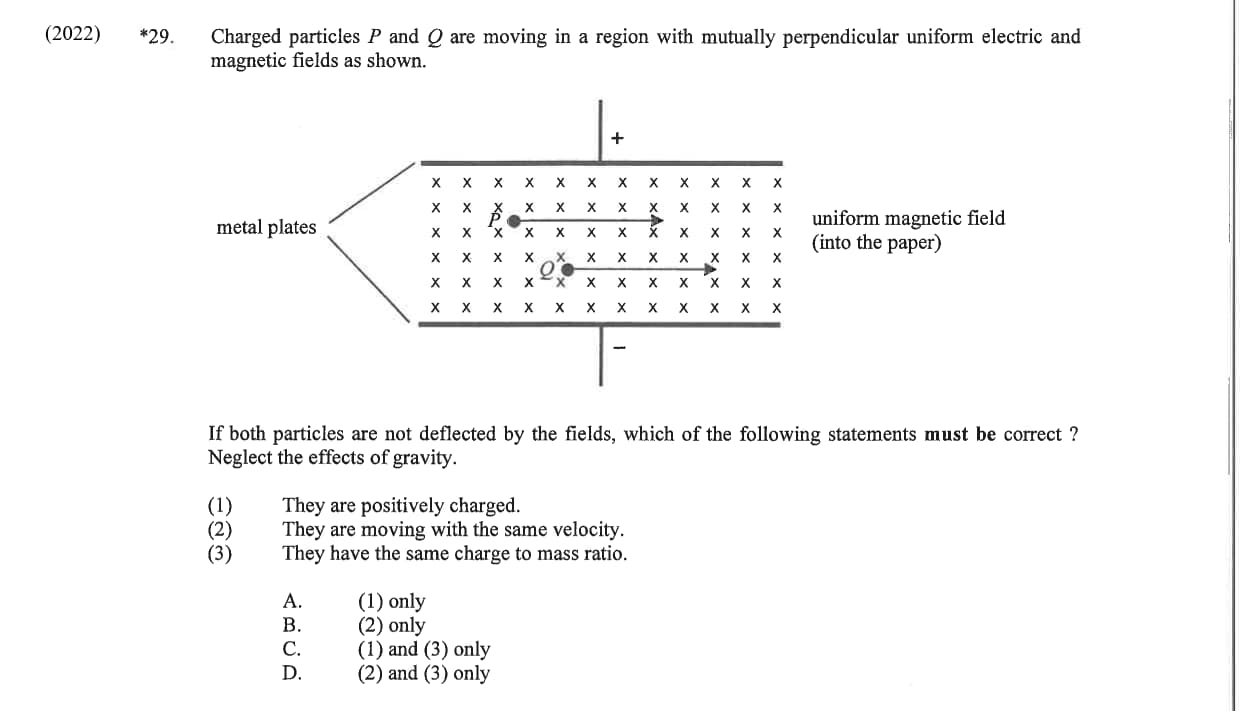 (2022) *29. Charged particles P and Q are moving in a region with mutually perpendicular uniform electric and
magnetic fields as shown.
+
x x x x x x x x x x x x
x x x x x x x x x x x x
P
metal plates
uniform magnetic field
x x x x x x x x x x x x
(into the paper)
x x x x x x x x x x x x
Q
x x x x x x x x x x x x
x x x x x x x x x x x x
–
If both particles are not deflected by the fields, which of the following statements must be correct ?
Neglect the effects of gravity.
(1) They are positively charged.
(2) They are moving with the same velocity.
(3) They have the same charge to mass ratio.
A. (1) only
B. (2) only
C. (1) and (3) only
D. (2) and (3) only